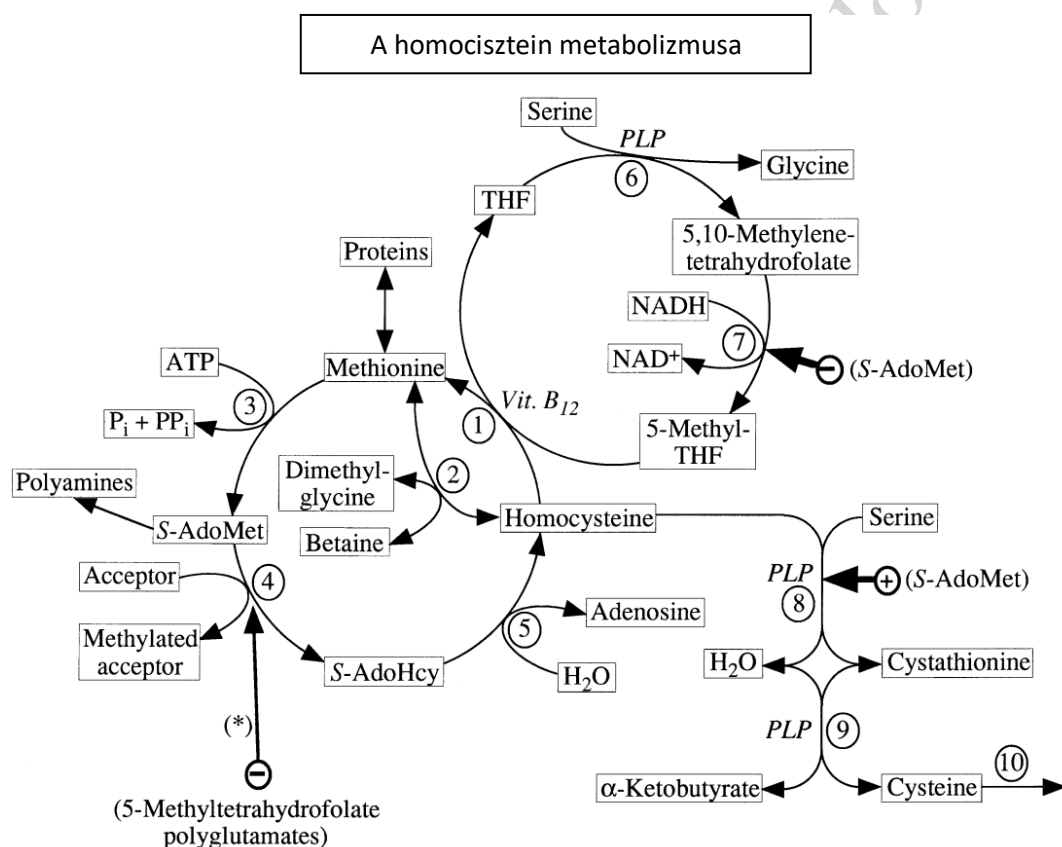 A homocisztein metabolizmusa
Serine
PLP
Glycine
6
THF
5,10-Methylene-
tetrahydrofolate
Proteins
NADH
7
NAD+
(S-AdoMet)
ATP
Methionine
3
Vit. B12
1
Pi + PPi
5-Methyl-
THF
Polyamines
Dimethyl-
glycine
2
S-AdoMet
Homocysteine
Serine
Betaine
Acceptor
4
PLP
+
(S-AdoMet)
8
Adenosine
5
Methylated
acceptor
S-AdoHcy
H2O
H2O
Cystathionine
(*)
PLP
9
10
α-Ketobutyrate
Cysteine
(5-Methyltetrahydrofolate
polyglutamates)